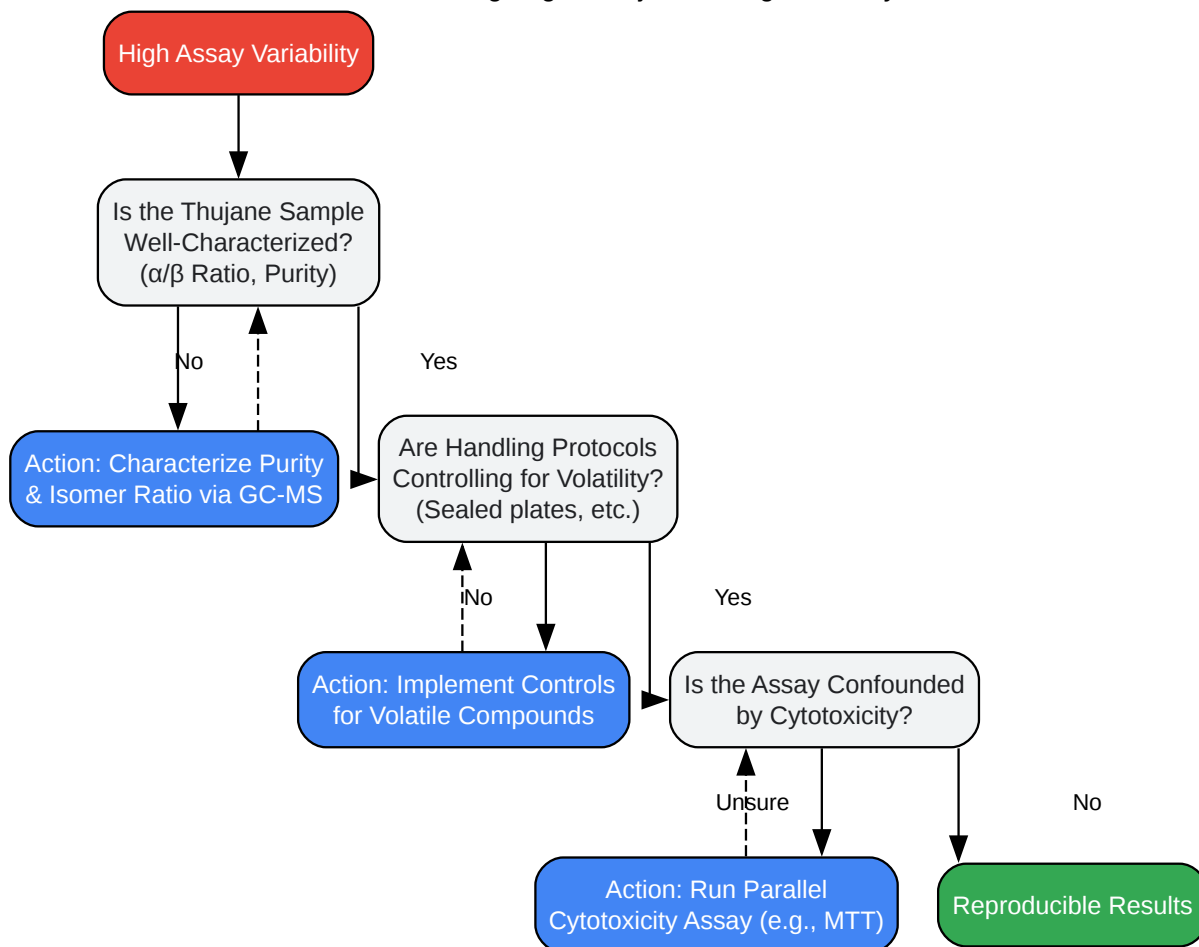 High Assay Variability
Is the Thujane Sample
Well-Characterized?
(α/β Ratio, Purity)
No
Yes
Action: Characterize Purity
& Isomer Ratio via GC-MS
Are Handling Protocols
Controlling for Volatility?
(Sealed plates, etc.)
No
Yes
Action: Implement Controls
for Volatile Compounds
Is the Assay Confounded
by Cytotoxicity?
Unsure
No
Action: Run Parallel
Cytotoxicity Assay (e.g., MTT)
Reproducible Results